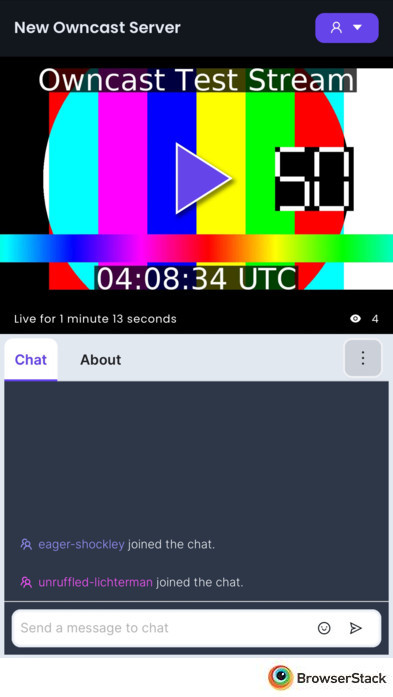 New Owncast Server
Owncast Test Stream
50
04:08:34 UTC
Live for 1 minute 13 seconds
4
Chat
About
eager-shockley joined the chat.
unruffled-lichterman joined the chat.
Send a message to chat
BrowserStack